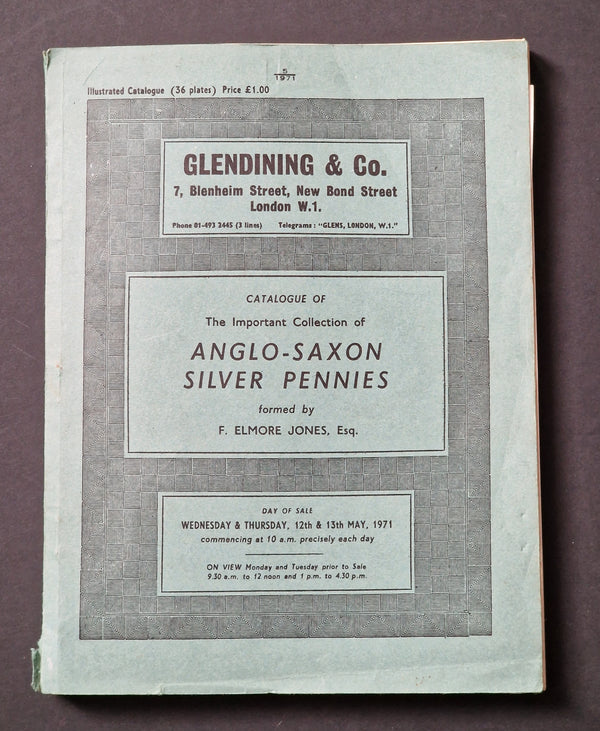 5
1971
Illustrated Catalogue (36 plates) Price £1.00
GLENDINING & Co.
7, Blenheim Street, New Bond Street
London W.1.
Phone 01-493 2445 (3 lines) Telegrams: "GLENS, LONDON, W.1."
CATALOGUE OF
The Important Collection of
ANGLO-SAXON
SILVER PENNIES
formed by
F. ELMORE JONES, Esq.
DAY OF SALE
WEDNESDAY & THURSDAY, 12th & 13th MAY, 1971
commencing at 10 a.m. precisely each day
ON VIEW Monday and Tuesday prior to Sale
9.30 a.m. to 12 noon and 1 p.m. to 4.30 p.m.